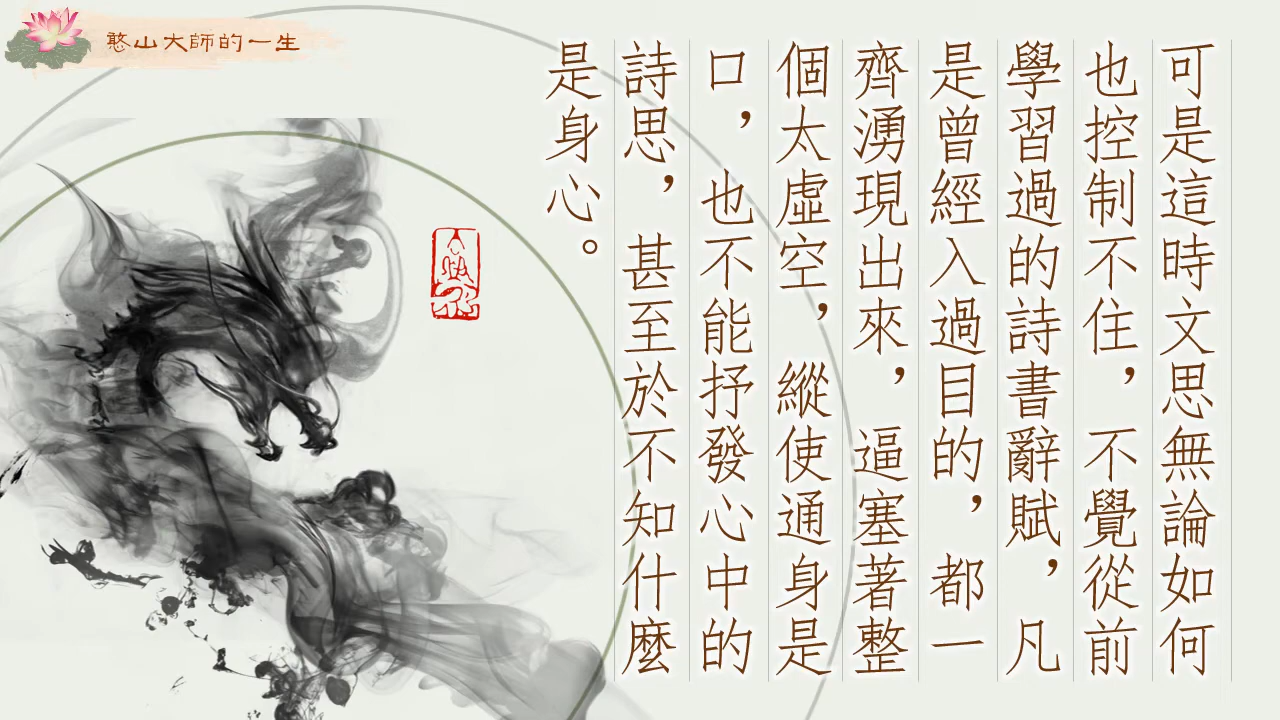 憨山大師的一生
可是這時文思無論如何
也控制不住，不覺從前
學習過的詩書辭賦，凡
是曾經入過目的，都一
齊湧現出來，逼塞著整
個太虛空，縱使通身是
口，也不能抒發心中的
詩思，甚至於不知什麼
是身心。